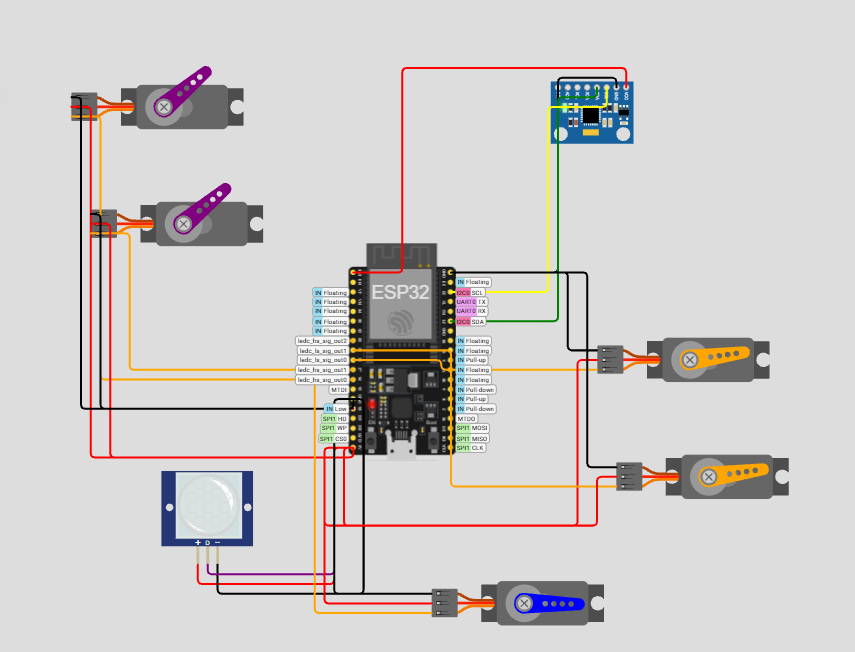 ESP32
IN Floating
IN Floating
IN Floating
IN Floating
IN Floating
ledc_hs_sig_out2
ledc_ls_sig_out1
ledc_ls_sig_out0
ledc_hs_sig_out1
ledc_hs_sig_out0
MTDI
IN Low
SPI1 HD
SPI1 WP
SPI1 CS0
IN Floating
I2C0 SCL
UART0 TX
UART0 RX
I2C0 SDA
IN Floating
IN Floating
IN Pull-up
IN Floating
IN Floating
IN Pull-down
IN Pull-up
IN Pull-down
MTDO
SPI1 MOSI
SPI1 MISO
SPI1 CLK
+ D −